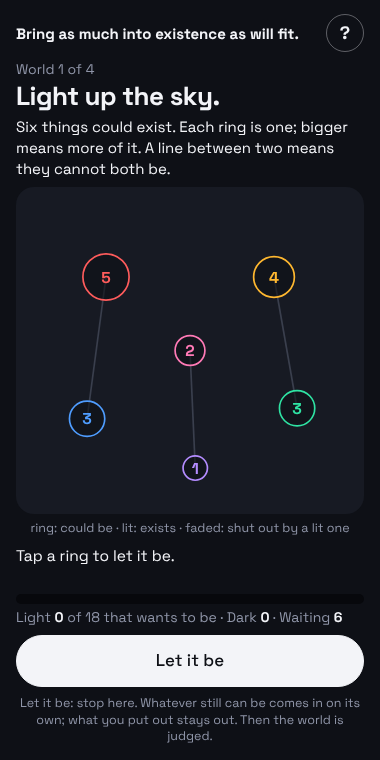 Bring as much into existence as will fit.
?
World 1 of 4
Light up the sky.
Six things could exist. Each ring is one; bigger
means more of it. A line between two means
they cannot both be.
5
4
2
3
3
1
ring: could be · lit: exists · faded: shut out by a lit one
Tap a ring to let it be.
Light 0 of 18 that wants to be · Dark 0 · Waiting 6
Let it be
Let it be: stop here. Whatever still can be comes in on its
own; what you put out stays out. Then the world is
judged.